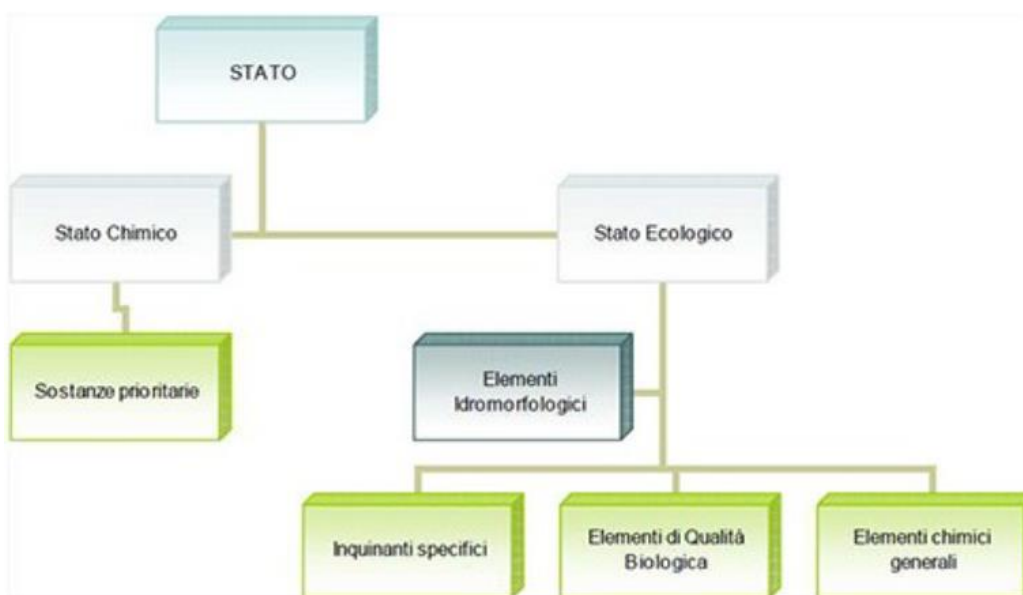 STATO
Stato Chimico
Stato Ecologico
Sostanze prioritarie
Elementi
Idromorfologici
Inquinanti specifici
Elementi di Qualità
Biologica
Elementi chimici
generali